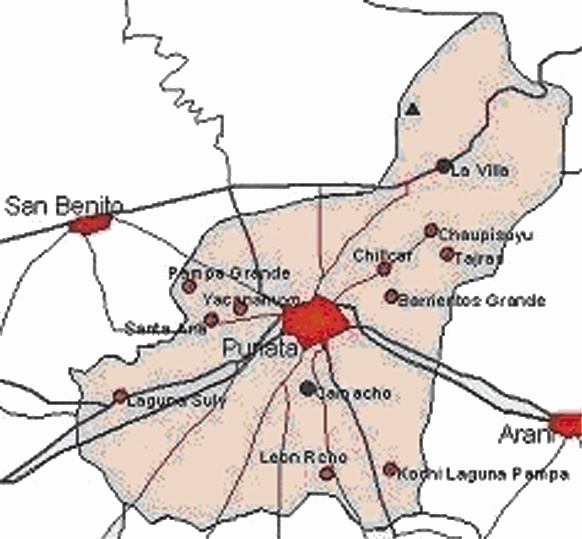 La Villa
San Benito
Chaupisuyu
Chillcar
Tajras
Pampa Grande
Barrientos Grande
Santa Ana
Punata
Camacho
Laguna Sulty
Arani
Leon Rcho
Kochi Laguna Pampa